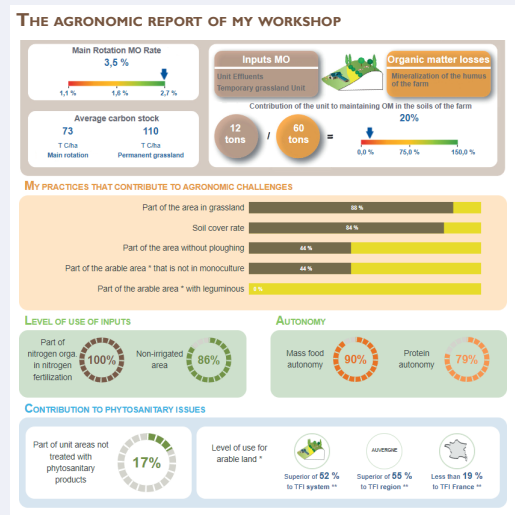 THE AGRONOMIC REPORT OF MY WORKSHOP
Main Rotation MO Rate
3,5 %
1,1 % 1,6 % 2,7 %
Average carbon stock
73 110
T C/ha T C/ha
Main rotation Permanent grassland
Inputs MO
Unit Effluents
Temporary grassland Unit
Organic matter losses
Mineralization of the humus
of the farm
Contribution of the unit to maintaining OM in the soils of the farm
12
tons
/
60
tons
=
20%
0,0 % 75,0 % 150,0 %
MY PRACTICES THAT CONTRIBUTE TO AGRONOMIC CHALLENGES
Part of the area in grassland 88 %
Soil cover rate 84 %
Part of the area without ploughing 44 %
Part of the arable area * that is not in monoculture 44 %
Part of the arable area * with leguminous 0 %
LEVEL OF USE OF INPUTS
Part of
nitrogen orga.
in nitrogen
fertilization
100%
Non-irrigated
area
86%
AUTONOMY
Mass food
autonomy
90%
Protein
autonomy
79%
CONTRIBUTION TO PHYTOSANITARY ISSUES
Part of unit areas not
treated with
phytosanitary
products
17%
Level of use for
arable land *
Superior of 52 %
to TFI system **
AUVERGNE
Superior of 55 %
to TFI region **
Less than 19 %
to TFI France **